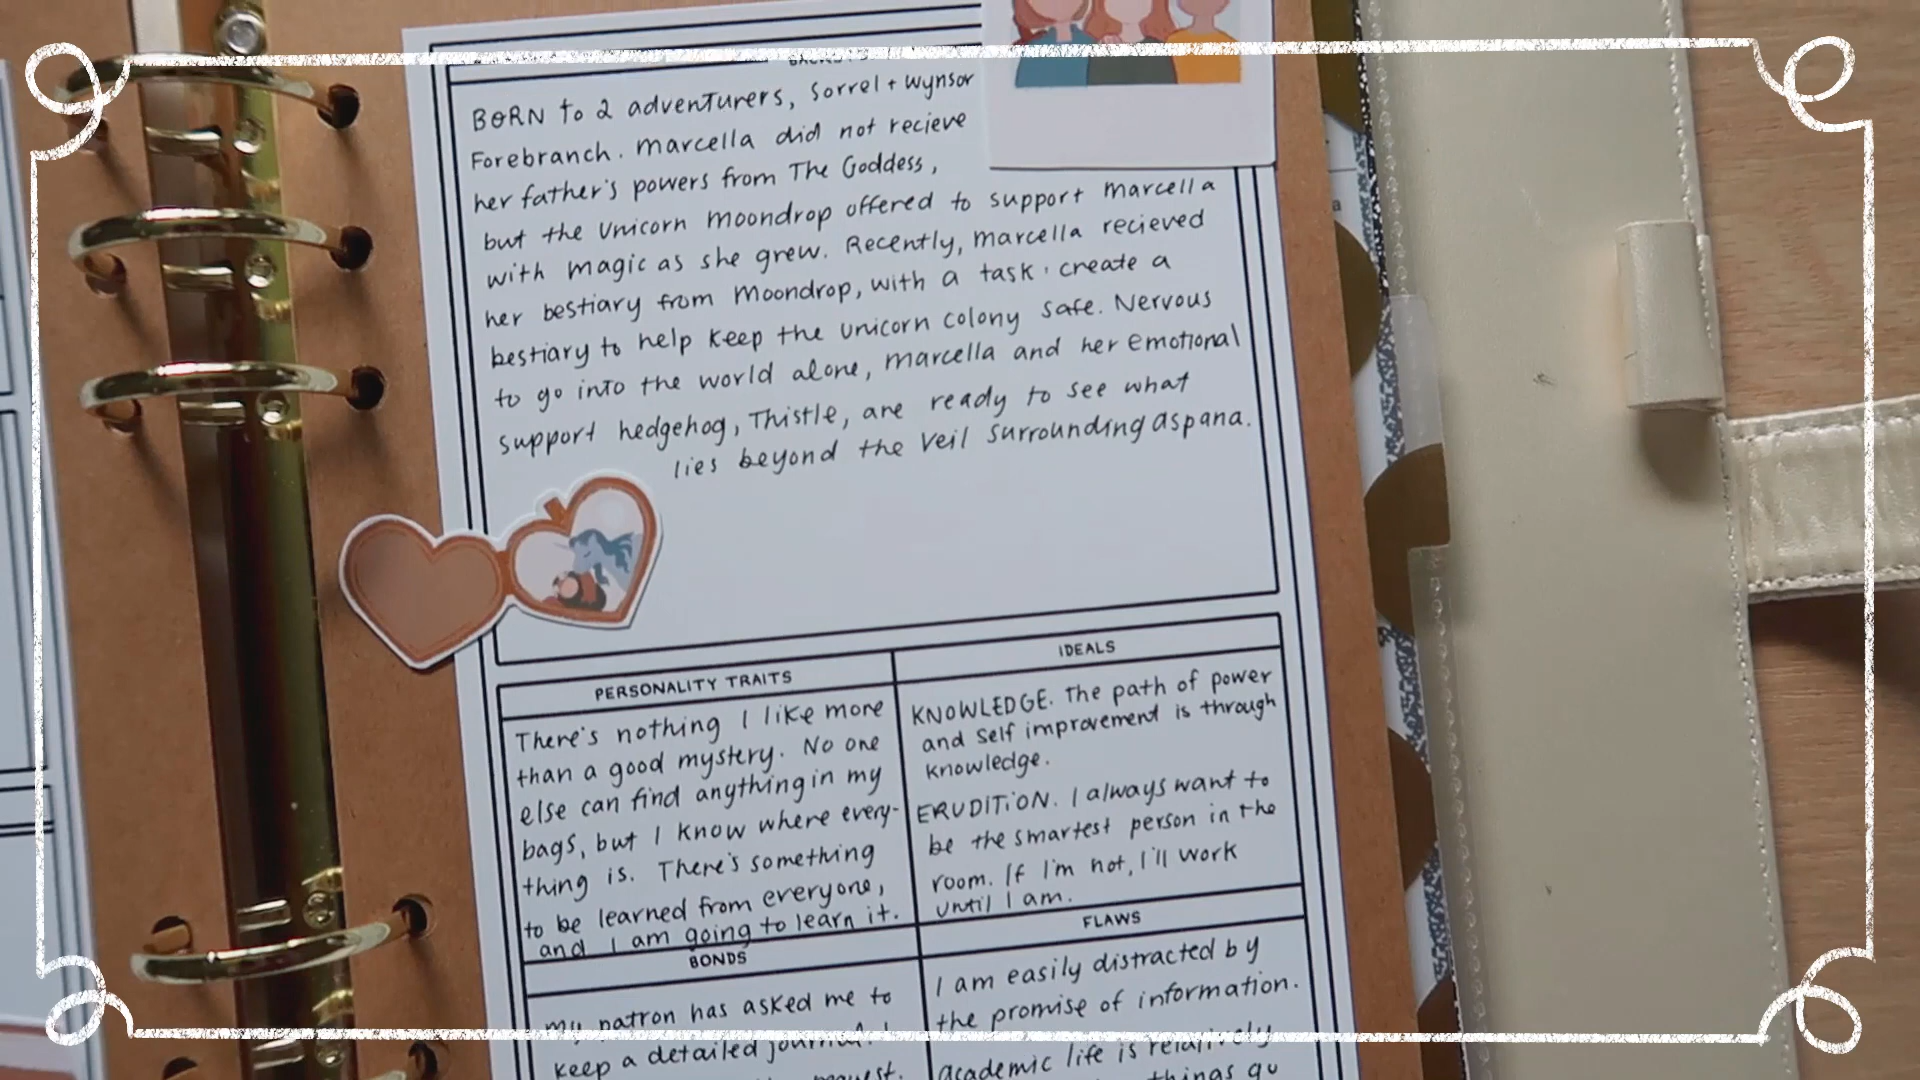 BORN to 2 adventurers, Sorrel + Wynsor
Forebranch. Marcella did not recieve
her father's powers from The Goddess,
but the Unicorn Moondrop offered to support Marcella
with magic as she grew. Recently, Marcella recieved
her bestiary from Moondrop, with a task: create a
bestiary to help keep the unicorn colony safe. Nervous
to go into the world alone, Marcella and her emotional
support hedgehog, Thistle, are ready to see what
lies beyond the veil surrounding Aspana.
PERSONALITY TRAITS
There's nothing I like more
than a good mystery. No one
else can find anything in my
bags, but I know where every-
thing is. There's something
to be learned from everyone,
and I am going to learn it.
IDEALS
KNOWLEDGE. The path of power
and self improvement is through
knowledge.
ERUDITION. I always want to
be the smartest person in the
room. If I'm not, I'll work
until I am.
BONDS
my patron has asked me to
keep a detailed
FLAWS
I am easily distracted by
the promise of information.
academic life is relatively
things